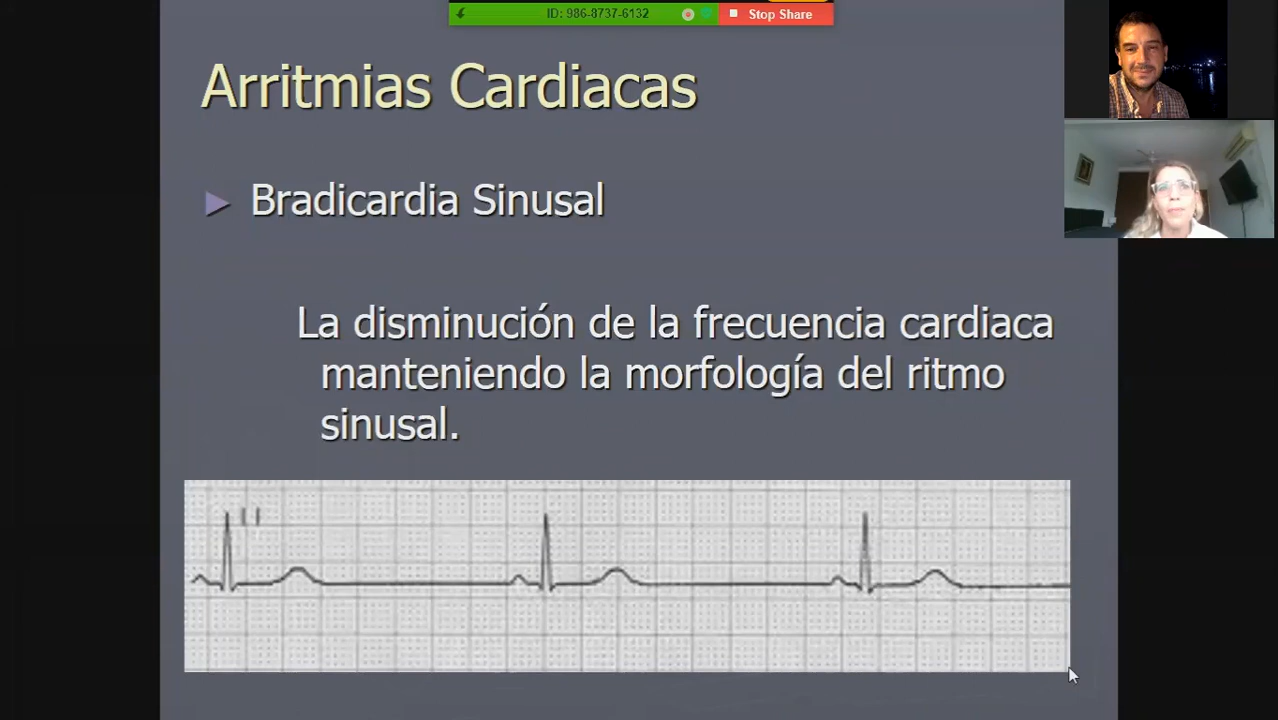 ID: 986-8737-6132
Stop Share
Arritmias Cardiacas
Bradicardia Sinusal
La disminución de la frecuencia cardiaca
manteniendo la morfología del ritmo
sinusal.
II